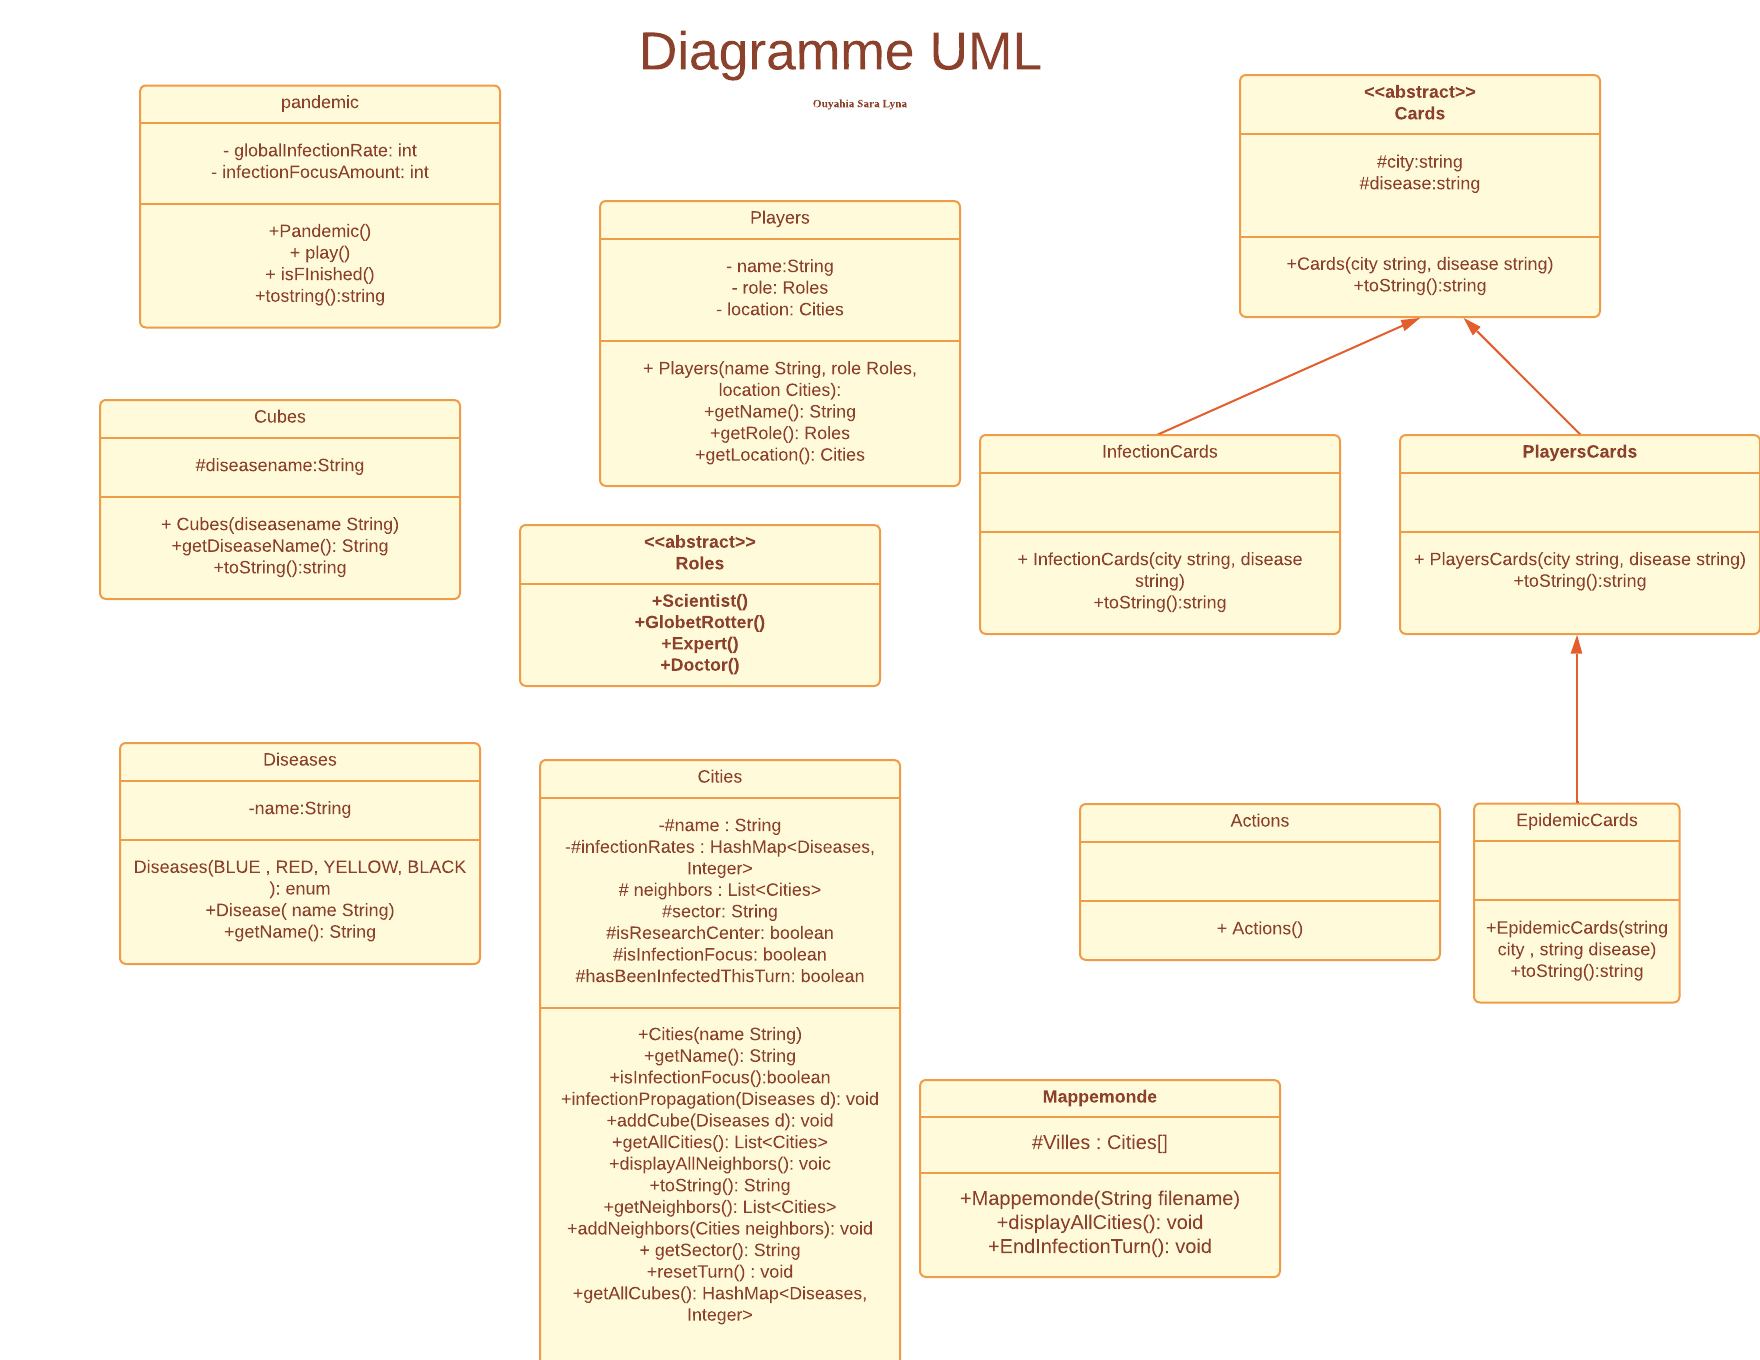 Diagramme UML
Ouyahia Sara Lyna
pandemic
- globalInfectionRate: int
- infectionFocusAmount: int
+Pandemic()
+ play()
+ isFInished()
+tostring():string
Players
- name:String
- role: Roles
- location: Cities
+ Players(name String, role Roles,
location Cities):
+getName(): String
+getRole(): Roles
+getLocation(): Cities
<<abstract>>
Cards
#city:string
#disease:string
+Cards(city string, disease string)
+toString():string
Cubes
#diseasename:String
+ Cubes(diseasename String)
+getDiseaseName(): String
+toString():string
<<abstract>>
Roles
+Scientist()
+GlobetRotter()
+Expert()
+Doctor()
InfectionCards
+ InfectionCards(city string, disease
string)
+toString():string
PlayersCards
+ PlayersCards(city string, disease string)
+toString():string
Diseases
-name:String
Diseases(BLUE , RED, YELLOW, BLACK
): enum
+Disease( name String)
+getName(): String
Cities
-#name : String
-#infectionRates : HashMap<Diseases,
Integer>
# neighbors : List<Cities>
#sector: String
#isResearchCenter: boolean
#isInfectionFocus: boolean
#hasBeenInfectedThisTurn: boolean
+Cities(name String)
+getName(): String
+isInfectionFocus():boolean
+infectionPropagation(Diseases d): void
+addCube(Diseases d): void
+getAllCities(): List<Cities>
+displayAllNeighbors(): voic
+toString(): String
+getNeighbors(): List<Cities>
+addNeighbors(Cities neighbors): void
+ getSector(): String
+resetTurn() : void
+getAllCubes(): HashMap<Diseases,
Integer>
Actions
+ Actions()
EpidemicCards
+EpidemicCards(string
city , string disease)
+toString():string
Mappemonde
#Villes : Cities[]
+Mappemonde(String filename)
+displayAllCities(): void
+EndInfectionTurn(): void